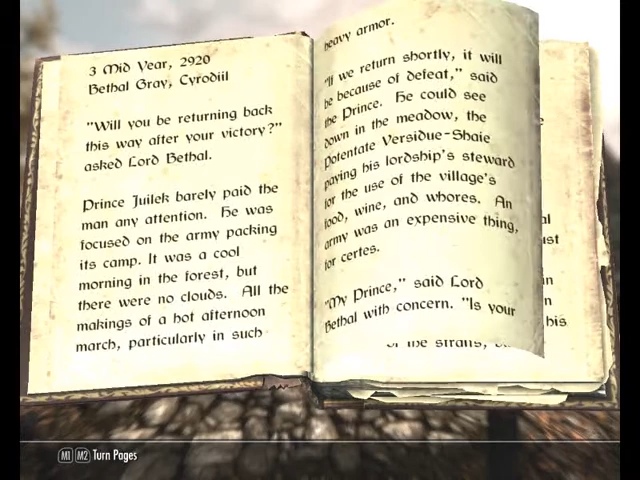 3 Mid Year, 2920
Bethal Gray, Cyrodiil
"Will you be returning back
this way after your victory?"
asked Lord Bethal.
Prince Juilek barely paid the
man any attention. He was
focused on the army packing
its camp. It was a cool
morning in the forest, but
there were no clouds. All the
makings of a hot afternoon
march, particularly in such
heavy armor.
"If we return shortly, it will
be because of defeat," said
the Prince. He could see
down in the meadow, the
Potentate Versidue-Shaie
paying his lordship's steward
for the use of the village's
food, wine, and whores. An
army was an expensive thing,
for certes.
"My Prince," said Lord
Bethal with concern. "Is your
of the straits,
in
his
M1 M2 Turn Pages